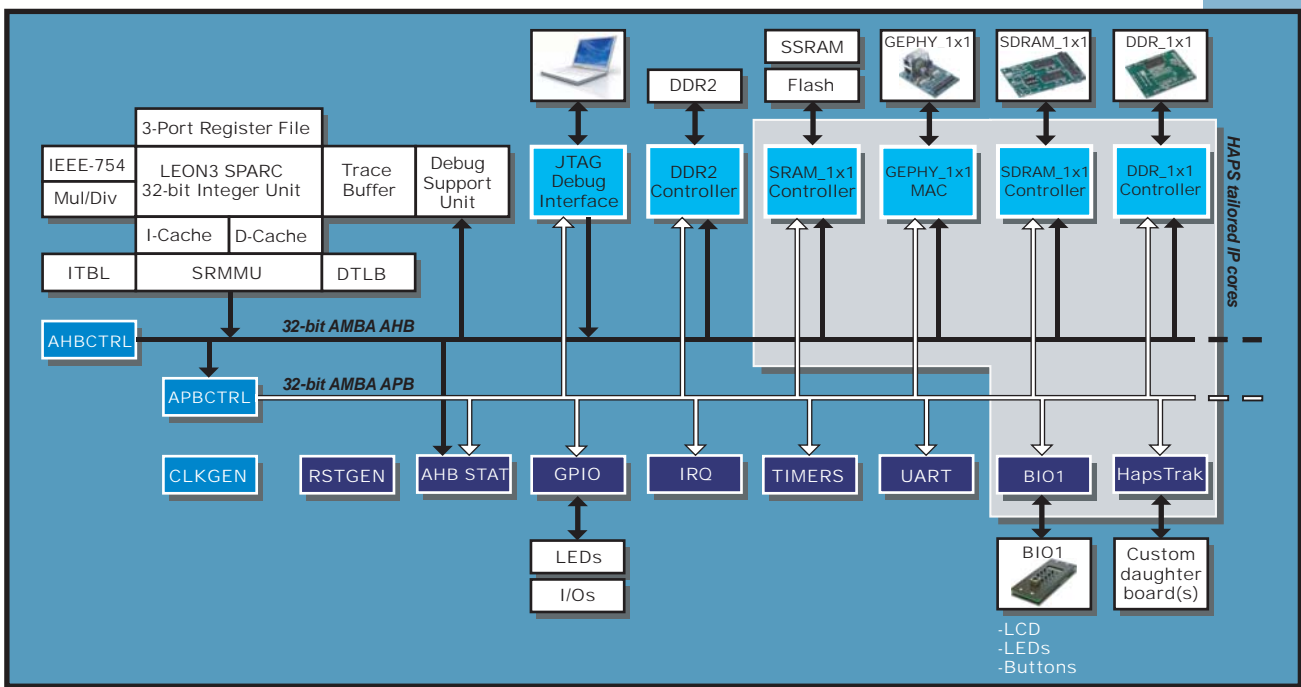 SSRAM
GEPHY_1x1
SDRAM_1x1
DDR_1x1
DDR2
Flash
3-Port Register File
IEEE-754
Mul/Div
LEON3 SPARC
32-bit Integer Unit
Trace
Buffer
Debug
Support
Unit
I-Cache
D-Cache
ITBL
SRMMU
DTLB
JTAG
Debug
Interface
DDR2
Controller
SRAM_1x1
Controller
GEPHY_1x1
MAC
SDRAM_1x1
Controller
DDR_1x1
Controller
HAPS tailored IP cores
AHBCTRL
32-bit AMBA AHB
APBCTRL
32-bit AMBA APB
CLKGEN
RSTGEN
AHB STAT
GPIO
IRQ
TIMERS
UART
BIO1
HapsTrak
LEDs
I/Os
BIO1
Custom
daughter
board(s)
-LCD
-LEDs
-Buttons